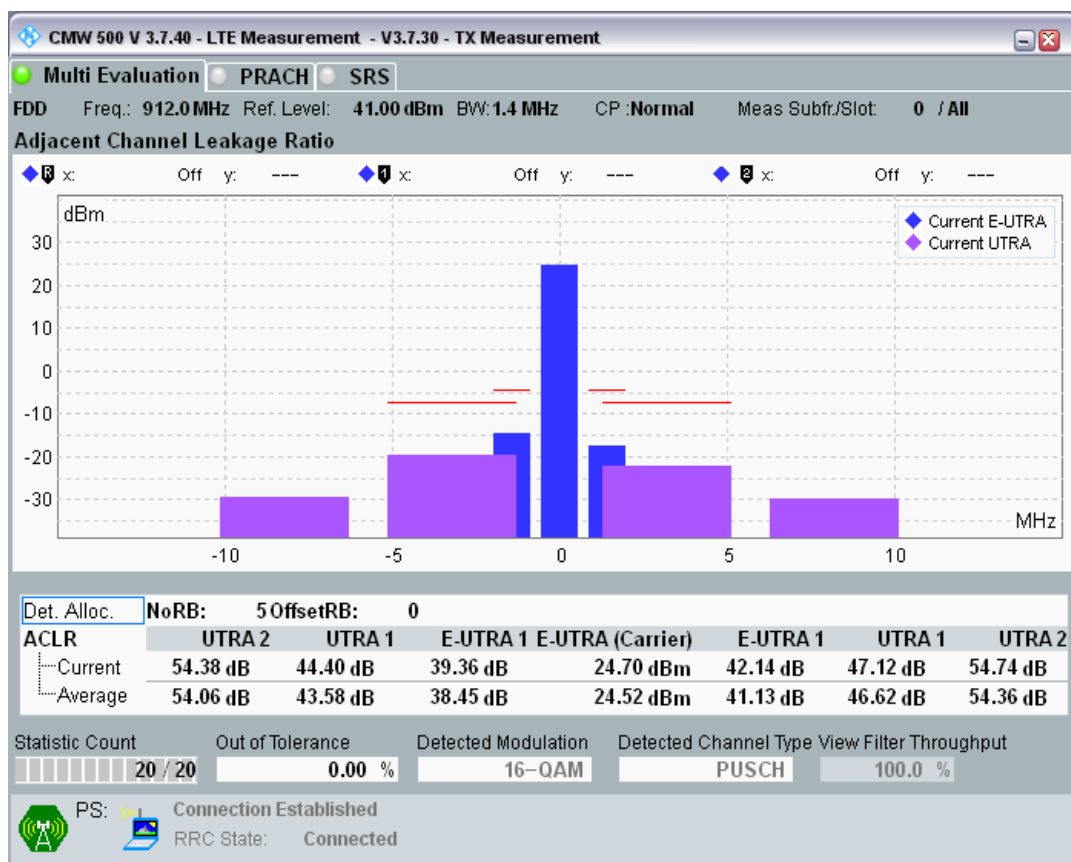 CMW 500 V 3.7.40 - LTE Measurement - V3.7.30 - TX Measurement
Multi Evaluation PRACH SRS
FDD Freq.: 912.0 MHz Ref. Level: 41.00 dBm BW: 1.4 MHz CP :Normal Meas Subfr./Slot: 0 / All
Adjacent Channel Leakage Ratio
R x: Off y: --- 1 x: Off y: --- 2 x: Off y: ---
dBm
Current E-UTRA
Current UTRA
30
20
10
0
-10
-20
-30
MHz
-10 -5 0 5 10
Det. Alloc. NoRB: 5 OffsetRB: 0
ACLR UTRA 2 UTRA 1 E-UTRA 1 E-UTRA (Carrier) E-UTRA 1 UTRA 1 UTRA 2
Current 54.38 dB 44.40 dB 39.36 dB 24.70 dBm 42.14 dB 47.12 dB 54.74 dB
Average 54.06 dB 43.58 dB 38.45 dB 24.52 dBm 41.13 dB 46.62 dB 54.36 dB
Statistic Count Out of Tolerance Detected Modulation Detected Channel Type View Filter Throughput
20 / 20 0.00 % 16-QAM PUSCH 100.0 %
PS: Connection Established
RRC State: Connected